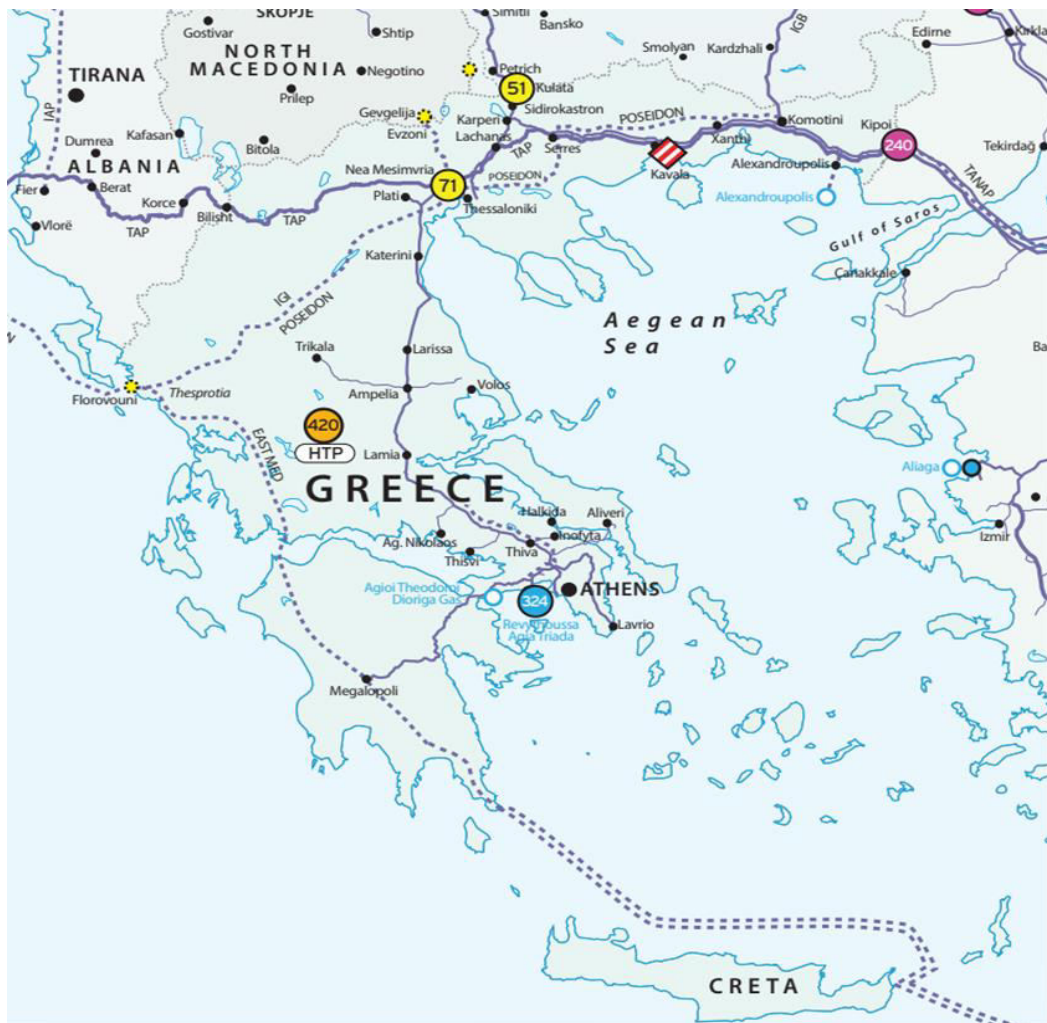 SKOPJE
Simitli
Gostivar
Shtip
Bansko
IGB
Edirne
NORTH
MACEDONIA
Smolyan
Kardzhali
TIRANA
Negotino
Petrich
51
Kulata
Prilep
Sidirokastron
IAP
Gevgelija
Evzoni
Karperi
POSEIDON
Komotini
Kipoi
Kafasan
Lachanas
TAP
Serres
Xanthi
240
Dumrea
Bitola
Tekirdağ
ALBANIA
Nea Mesimvria
POSEIDON
Kavala
Alexandroupolis
TANAP
Fier
Berat
71
Korce
Plati
Thessaloniki
Alexandroupolis
Bilisht
TAP
TAP
Vlorë
Gulf of Saros
Katerini
Çanakkale
IGI
POSEIDON
Aegean
Sea
Trikala
Larissa
Thesprotia
Ampelia
Volos
Florovouni
420
HTP
EAST MED
Lamia
Aliaga
GREECE
Halkida
Aliveri
Ag. Nikolaos
Inofyta
Izmir
Thisvi
Thiva
Agioi Theodoroi
Dioriga Gas
324
ATHENS
Revythoussa
Agia Triada
Lavrio
Megalopoli
CRETA